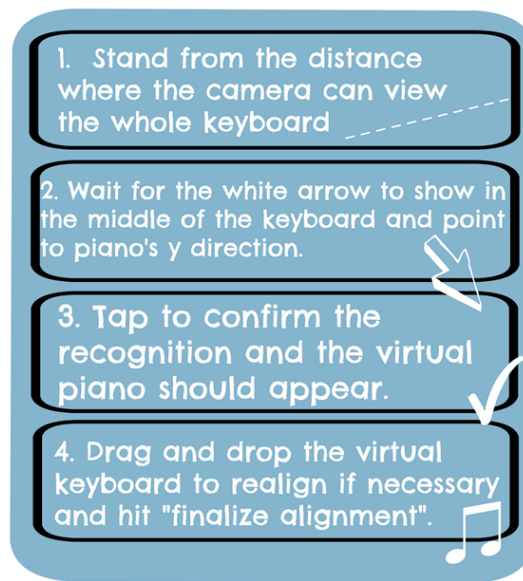 1. Stand from the distance
where the camera can view
the whole keyboard
2. Wait for the white arrow to show in
the middle of the keyboard and point
to piano's y direction.
3. Tap to confirm the
recognition and the virtual
piano should appear.
4. Drag and drop the virtual
keyboard to realign if necessary
and hit "finalize alignment".